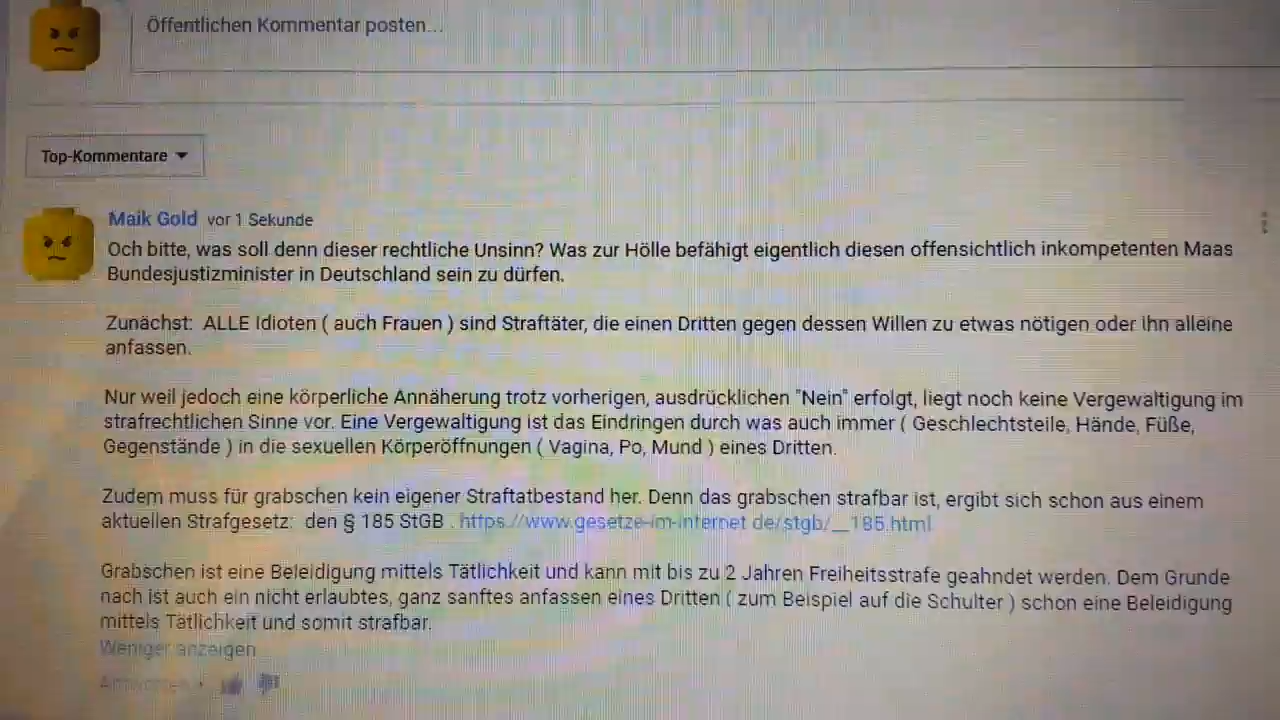 Öffentlichen Kommentar posten...
Top-Kommentare
Maik Gold vor 1 Sekunde
Och bitte, was soll denn dieser rechtliche Unsinn? Was zur Hölle befähigt eigentlich diesen offensichtlich inkompetenten Maas
Bundesjustizminister in Deutschland sein zu dürfen.
Zunächst: ALLE Idioten ( auch Frauen ) sind Straftäter, die einen Dritten gegen dessen Willen zu etwas nötigen oder ihn alleine
anfassen.
Nur weil jedoch eine körperliche Annäherung trotz vorherigen, ausdrücklichen "Nein" erfolgt, liegt noch keine Vergewaltigung im
strafrechtlichen Sinne vor. Eine Vergewaltigung ist das Eindringen durch was auch immer ( Geschlechtsteile, Hände, Füße,
Gegenstände ) in die sexuellen Körperöffnungen ( Vagina, Po, Mund ) eines Dritten.
Zudem muss für grabschen kein eigener Straftatbestand her. Denn das grabschen strafbar ist, ergibt sich schon aus einem
aktuellen Strafgesetz: den § 185 StGB . https://www.gesetze-im-internet.de/stgb/__185.html
Grabschen ist eine Beleidigung mittels Tätlichkeit und kann mit bis zu 2 Jahren Freiheitsstrafe geahndet werden. Dem Grunde
nach ist auch ein nicht erlaubtes, ganz sanftes anfassen eines Dritten ( zum Beispiel auf die Schulter ) schon eine Beleidigung
mittels Tätlichkeit und somit strafbar.
Weniger anzeigen
Antworten